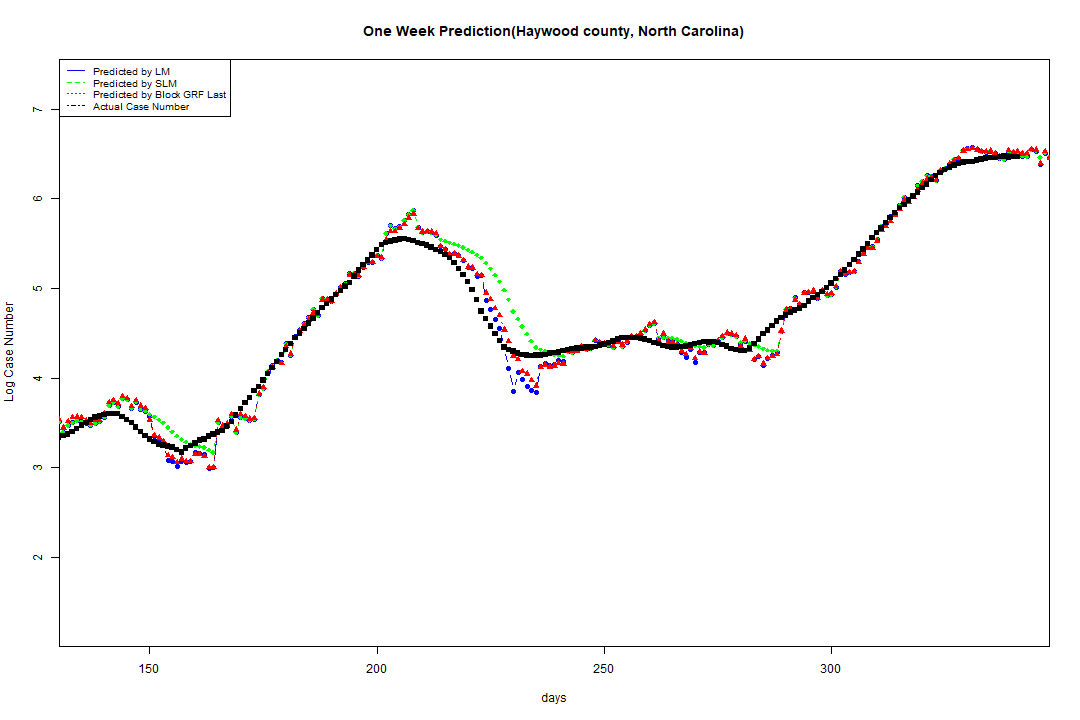 One Week Prediction(Haywood county, North Carolina)
Predicted by LM
Predicted by SLM
Predicted by Block GRF Last
Actual Case Number
7
6
5
4
3
2
Log Case Number
150 200 250 300
days